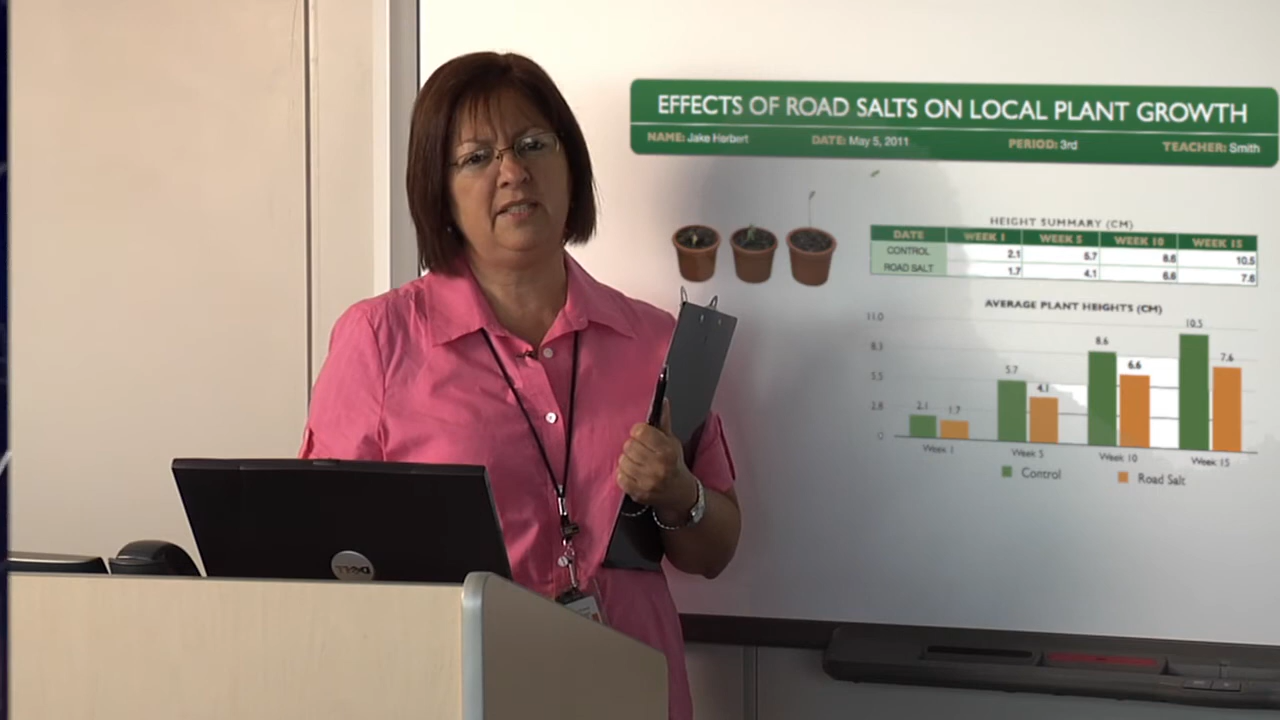 EFFECTS OF ROAD SALTS ON LOCAL PLANT GROWTH
NAME: Jake Herbert DATE: May 5, 2011 PERIOD: 3rd TEACHER: Smith
HEIGHT SUMMARY (CM)
DATE WEEK 1 WEEK 5 WEEK 10 WEEK 15
CONTROL 2.1 5.7 8.6 10.5
ROAD SALT 1.7 4.1 6.6 7.6
AVERAGE PLANT HEIGHTS (CM)
11.0
8.3
5.5
2.8
0
2.1 1.7 5.7 4.1 8.6 6.6 10.5 7.6
Week 1 Week 5 Week 10 Week 15
Control Road Salt
DELL